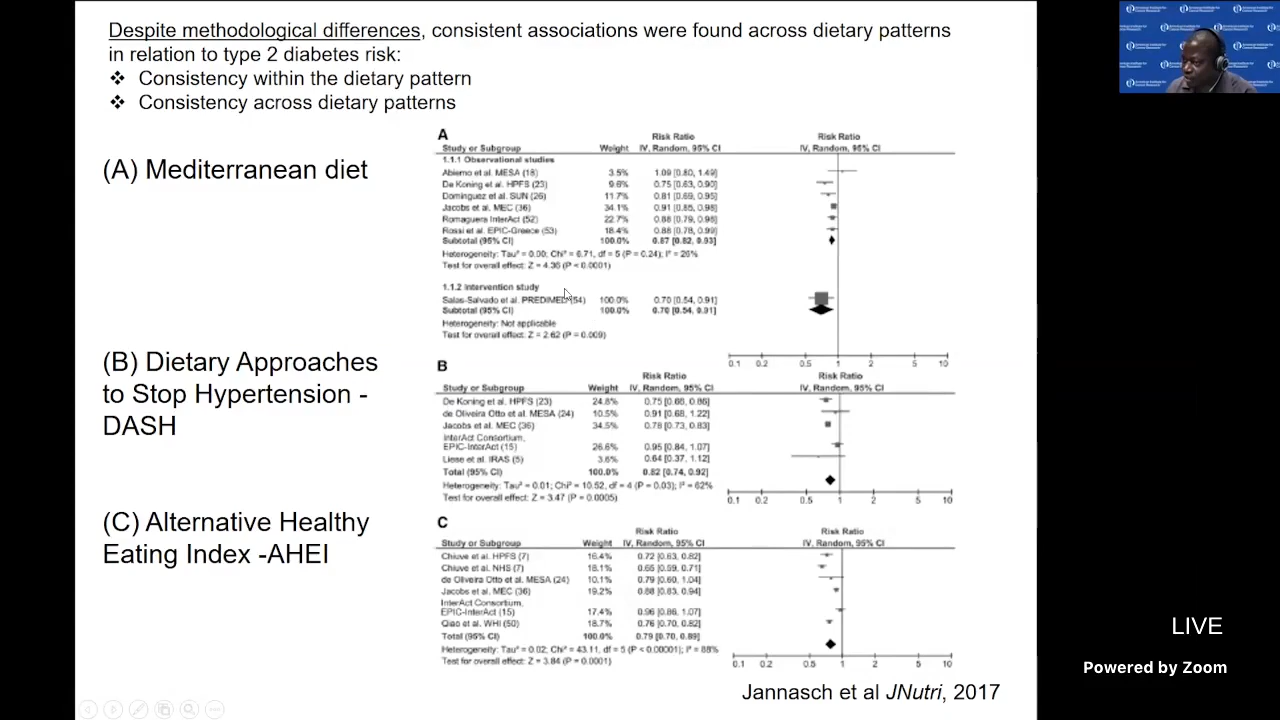 Despite methodological differences, consistent associations were found across dietary patterns
in relation to type 2 diabetes risk:
❖ Consistency within the dietary pattern
❖ Consistency across dietary patterns
(A) Mediterranean diet
A
Risk Ratio Risk Ratio
Study or Subgroup Weight IV, Random, 95% CI IV, Random, 95% CI
1.1.1 Observational studies
MESA (18) 3.5% 1.09 [0.80, 1.49]
De Koning et al. HPFS (23) 9.6% 0.75 [0.63, 0.90]
Dominguez et al. SUN (26) 11.7% 0.81 [0.69, 0.95]
Jacobs et al. MEC (36) 34.1% 0.91 [0.85, 0.98]
Romaguera InterAct (52) 22.7% 0.88 [0.79, 0.98]
Rossi et al. EPIC-Greece (53) 18.4% 0.88 [0.78, 0.99]
Subtotal (95% CI) 100.0% 0.87 [0.82, 0.93]
Heterogeneity: Tau² = 0.00; Chi² = 6.71, df = 5 (P = 0.24); I² = 26%
Test for overall effect: Z = 4.36 (P < 0.0001)
1.1.2 Intervention study
Salas-Salvado et al. PREDIMED (54) 100.0% 0.70 [0.54, 0.91]
Subtotal (95% CI) 100.0% 0.70 [0.54, 0.91]
Heterogeneity: Not applicable
Test for overall effect: Z = 2.62 (P = 0.009)
0.1 0.2 0.5 1 2 5 10
(B) Dietary Approaches
to Stop Hypertension -
DASH
B
Risk Ratio Risk Ratio
Study or Subgroup Weight IV, Random, 95% CI IV, Random, 95% CI
De Koning et al. HPFS (23) 24.8% 0.75 [0.66, 0.86]
de Oliveira Otto et al. MESA (24) 10.5% 0.91 [0.68, 1.22]
Jacobs et al. MEC (36) 34.5% 0.78 [0.73, 0.83]
InterAct Consortium,
EPIC-InterAct (15) 26.6% 0.95 [0.84, 1.07]
Liese et al. IRAS (5) 3.6% 0.64 [0.37, 1.12]
Total (95% CI) 100.0% 0.82 [0.74, 0.92]
Heterogeneity: Tau² = 0.01; Chi² = 10.52, df = 4 (P = 0.03); I² = 62%
Test for overall effect: Z = 3.47 (P = 0.0005)
0.1 0.2 0.5 1 2 5 10
(C) Alternative Healthy
Eating Index -AHEI
C
Risk Ratio Risk Ratio
Study or Subgroup Weight IV, Random, 95% CI IV, Random, 95% CI
Chiuve et al. HPFS (7) 16.4% 0.72 [0.63, 0.82]
Chiuve et al. NHS (7) 18.1% 0.65 [0.59, 0.71]
de Oliveira Otto et al. MESA (24) 10.1% 0.79 [0.60, 1.04]
Jacobs et al. MEC (36) 19.2% 0.88 [0.83, 0.94]
InterAct Consortium,
EPIC-InterAct (15) 17.4% 0.96 [0.86, 1.07]
Qiao et al. WHI (50) 18.7% 0.76 [0.70, 0.82]
Total (95% CI) 100.0% 0.79 [0.70, 0.89]
Heterogeneity: Tau² = 0.02; Chi² = 43.11, df = 5 (P < 0.00001); I² = 88%
Test for overall effect: Z = 3.84 (P = 0.0001)
0.1 0.2 0.5 1 2 5 10
Jannasch et al JNutri, 2017
LIVE
Powered by Zoom